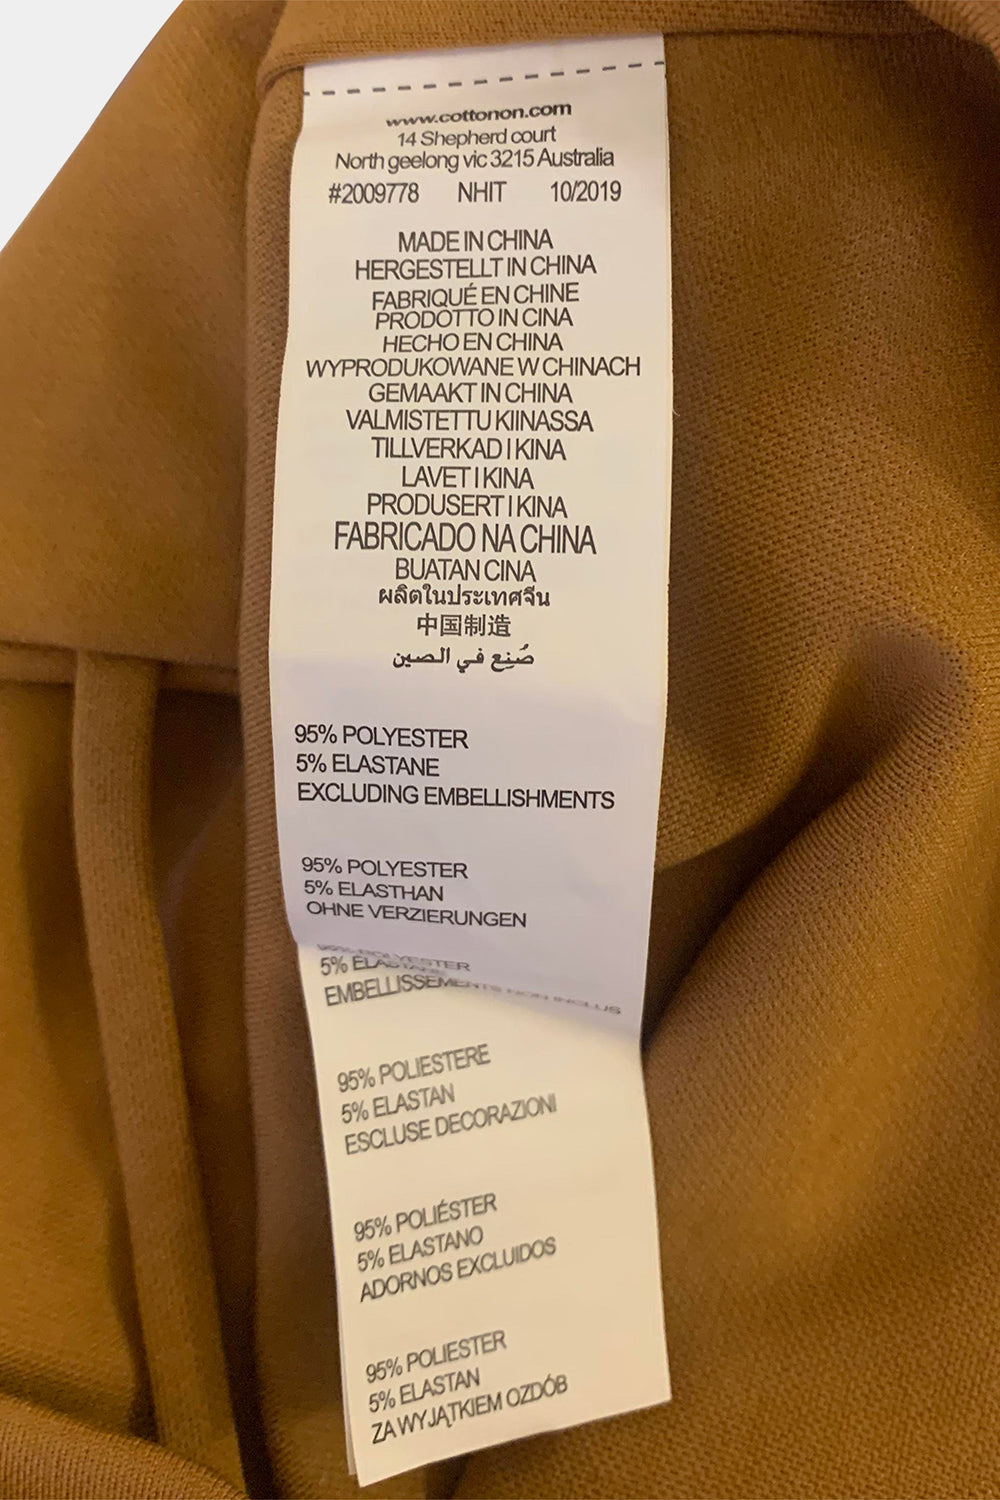 www.cottonon.com
14 Shepherd court
North geelong vic 3215 Australia
#2009778 NHIT 10/2019
MADE IN CHINA
HERGESTELLT IN CHINA
FABRIQUÉ EN CHINE
PRODOTTO IN CINA
HECHO EN CHINA
WYPRODUKOWANE W CHINACH
GEMAAKT IN CHINA
VALMISTETTU KIINASSA
TILLVERKAD I KINA
LAVET I KINA
PRODUSERT I KINA
FABRICADO NA CHINA
BUATAN CINA
ผลิตในประเทศจีน
中国制造
صُنِع في الصين
95% POLYESTER
5% ELASTANE
EXCLUDING EMBELLISHMENTS
95% POLYESTER
5% ELASTHAN
OHNE VERZIERUNGEN
95% POLYESTER
5% ELASTANE
EMBELLISSEMENTS NON INCLUS
95% POLIESTERE
5% ELASTAN
ESCLUSE DECORAZIONI
95% POLIÉSTER
5% ELASTANO
ADORNOS EXCLUIDOS
95% POLIESTER
5% ELASTAN
ZA WYJĄTKIEM OZDÓB